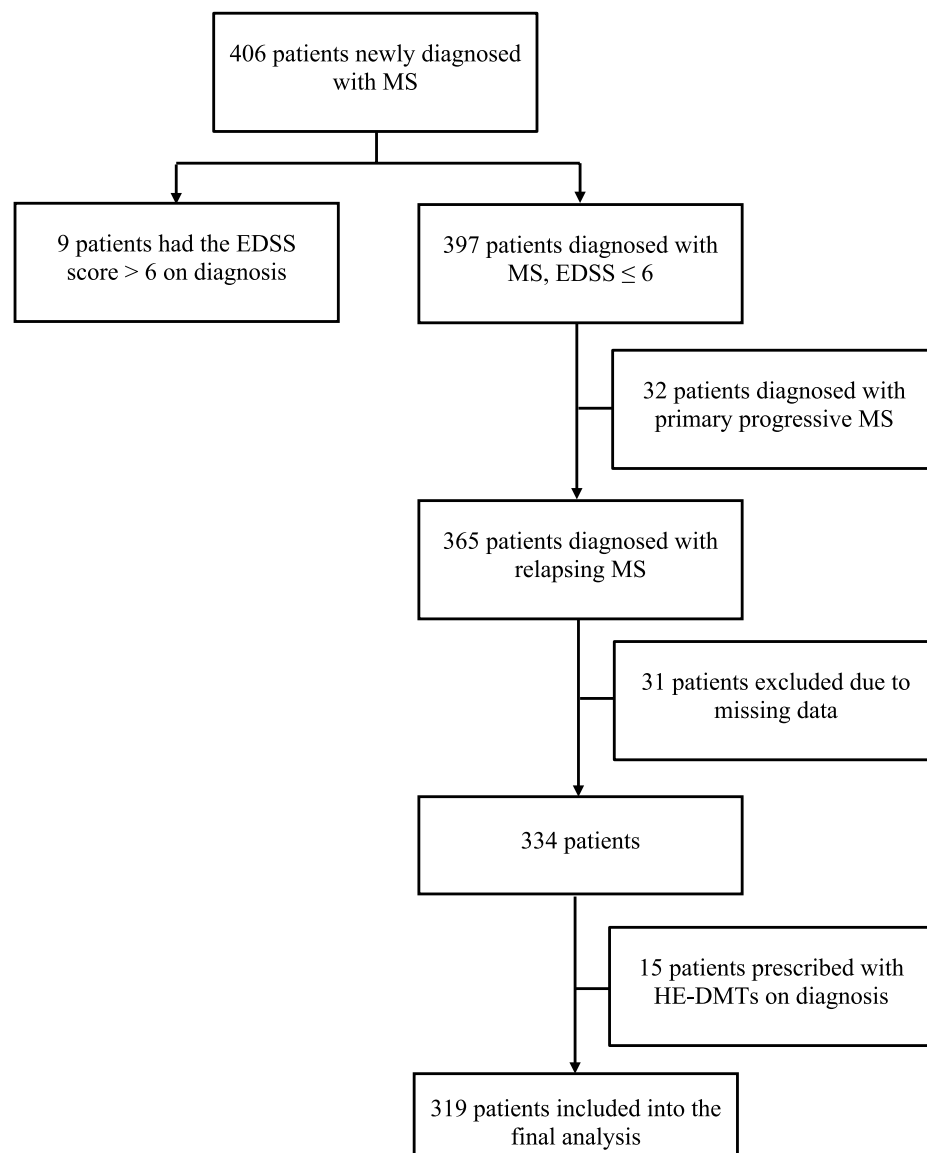 406 patients newly diagnosed
with MS
9 patients had the EDSS
score > 6 on diagnosis
397 patients diagnosed with
MS, EDSS ≤ 6
32 patients diagnosed with
primary progressive MS
365 patients diagnosed with
relapsing MS
31 patients excluded due to
missing data
334 patients
15 patients prescribed with
HE-DMTs on diagnosis
319 patients included into the
final analysis